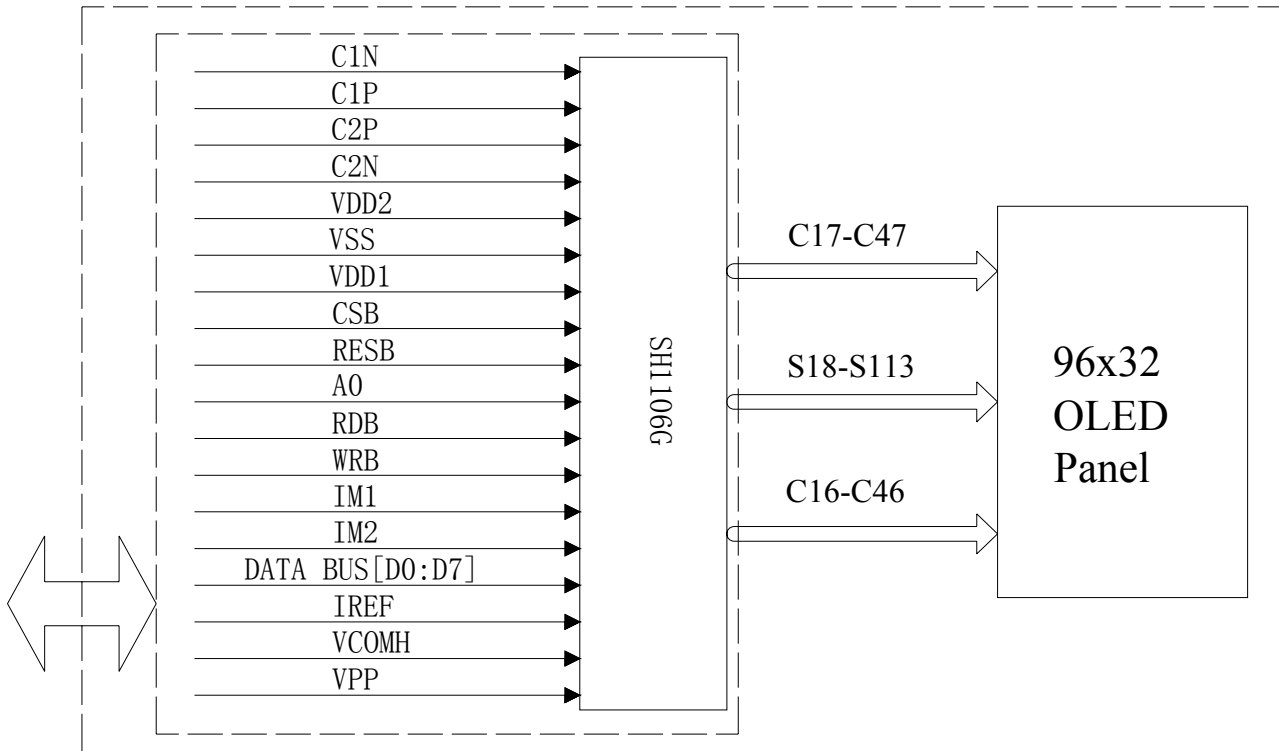 C1N
C1P
C2P
C2N
VDD2
VSS
VDD1
CSB
RESB
A0
RDB
WRB
IM1
IM2
DATA BUS[D0:D7]
IREF
VCOMH
VPP
SH1106G
C17-C47
S18-S113
C16-C46
96x32
OLED
Panel